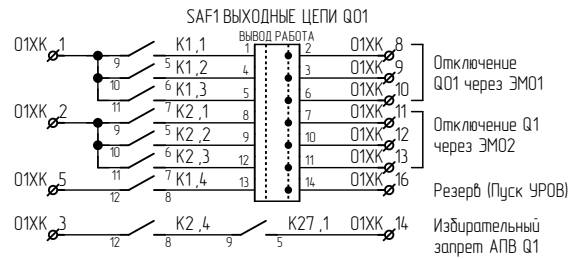 SAF1 ВЫХОДНЫЕ ЦЕПИ Q01
ВЫВОД РАБОТА
01XK 1 9 5 K1,1 1 2 01XK 8
10 5 K1,2 4 3 01XK 9
11 6 K1,3 5 6 01XK 10
Отключение
Q01 через ЭМ01
01XK 2 9 7 K2,1 8 7 01XK 11
10 5 K2,2 9 10 01XK 12
11 6 K2,3 12 11 01XK 13
Отключение Q1
через ЭМ02
01XK 5 12 7 8 K1,4 13 14 01XK 16
Резерв (Пуск УРОВ)
01XK 3 12 K2,4 8 9 K27,1 5 01XK 14
Избирательный
запрет АПВ Q1